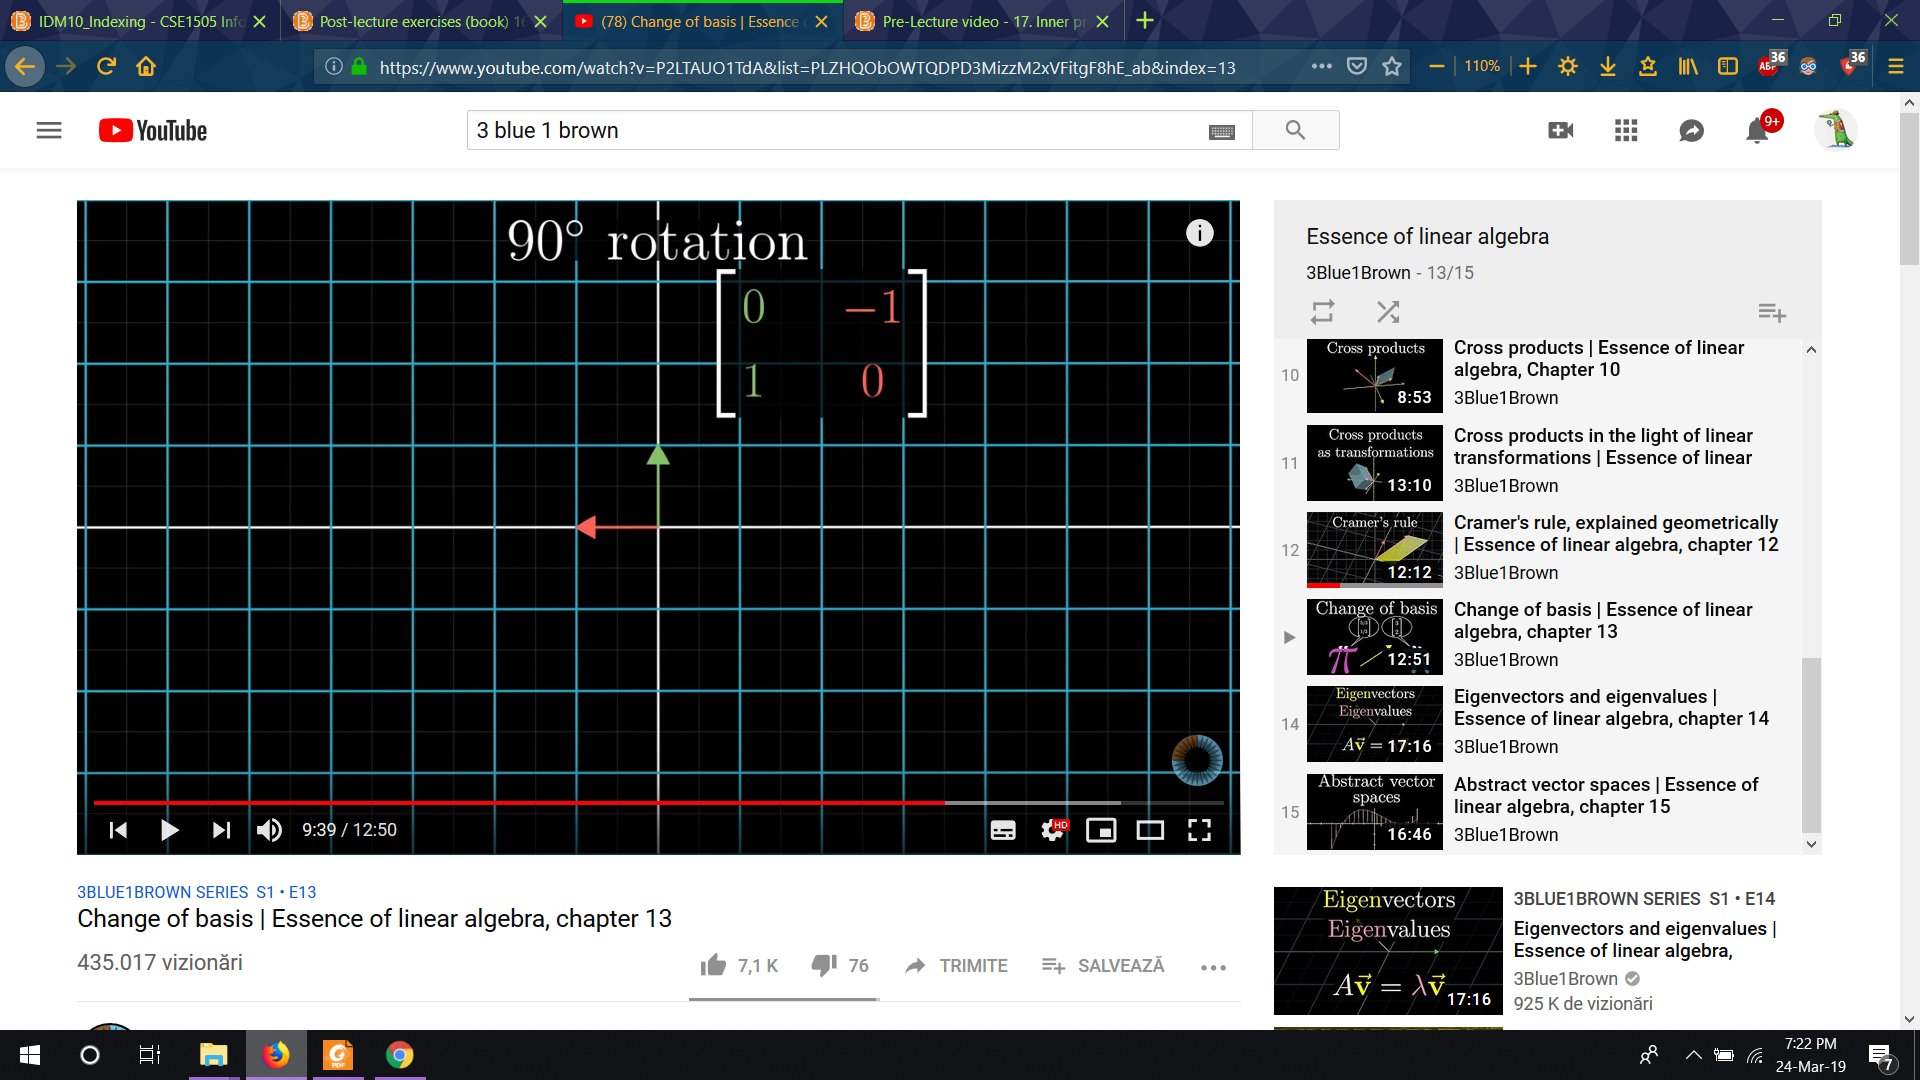 IDM10_Indexing - CSE1505 Info
Post-lecture exercises (book) 16
(78) Change of basis | Essence o
Pre-Lecture video - 17. Inner pr
https://www.youtube.com/watch?v=P2LTAUO1TdA&list=PLZHQObOWTQDPD3MizzM2xVFitgF8hE_ab&index=13
110%
ABP
36
36
YouTube
3 blue 1 brown
9+
90° rotation
0 −1
1 0
i
9:39 / 12:50
HD
3BLUE1BROWN SERIES S1 • E13
Change of basis | Essence of linear algebra, chapter 13
435.017 vizionări
7,1 K
76
TRIMITE
SALVEAZĂ
Essence of linear algebra
3Blue1Brown - 13/15
10
Cross products
8:53
Cross products | Essence of linear
algebra, Chapter 10
3Blue1Brown
11
Cross products
as transformations
13:10
Cross products in the light of linear
transformations | Essence of linear
3Blue1Brown
12
Cramer's rule
12:12
Cramer's rule, explained geometrically
| Essence of linear algebra, chapter 12
3Blue1Brown
Change of basis
π
12:51
Change of basis | Essence of linear
algebra, chapter 13
3Blue1Brown
14
Eigenvectors
Eigenvalues
Av⃗ =
17:16
Eigenvectors and eigenvalues |
Essence of linear algebra, chapter 14
3Blue1Brown
15
Abstract vector
spaces
16:46
Abstract vector spaces | Essence of
linear algebra, chapter 15
3Blue1Brown
Eigenvectors
Eigenvalues
Av⃗ = λv⃗
17:16
3BLUE1BROWN SERIES S1 • E14
Eigenvectors and eigenvalues |
Essence of linear algebra,
3Blue1Brown
925 K de vizionări
PDF
7:22 PM
24-Mar-19
7